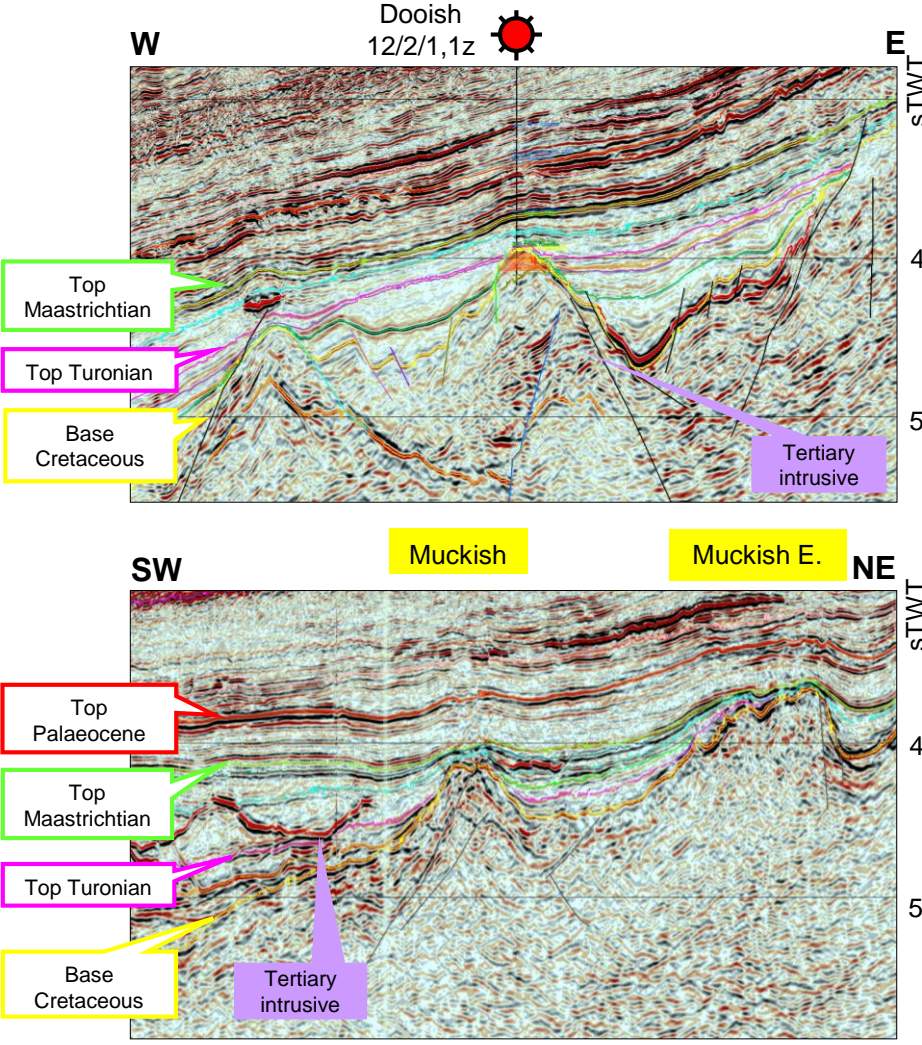 Dooish
12/2/1,1z
W
E
sTWT
4
5
Top
Maastrichtian
Top Turonian
Base
Cretaceous
Tertiary
intrusive
Muckish
Muckish E.
SW
NE
sTWT
4
5
Top
Palaeocene
Top
Maastrichtian
Top Turonian
Base
Cretaceous
Tertiary
intrusive